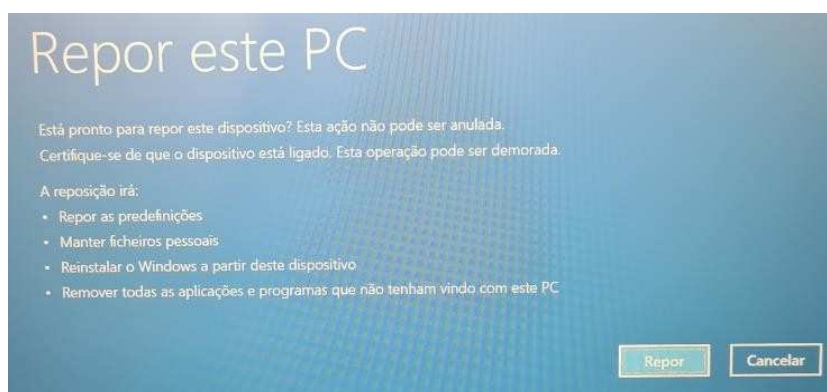 Repor este PC
Está pronto para repor este dispositivo? Esta ação não pode ser anulada.
Certifique-se de que o dispositivo está ligado. Esta operação pode ser demorada.
A reposição irá:
• Repor as predefinições
• Manter ficheiros pessoais
• Reinstalar o Windows a partir deste dispositivo
• Remover todas as aplicações e programas que não tenham vindo com este PC
Repor Cancelar